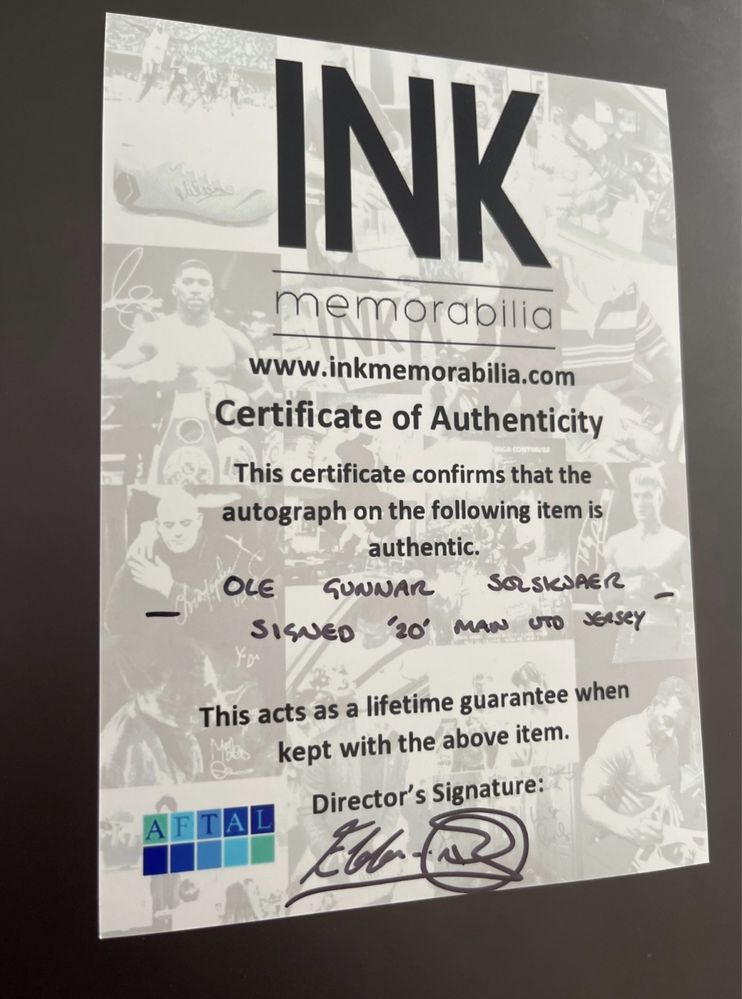 INK
memorabilia
www.inkmemorabilia.com
Certificate of Authenticity
This certificate confirms that the
autograph on the following item is
authentic.
OLE GUNNAR SOLSKJAER
SIGNED '20' MAN UTD JERSEY
This acts as a lifetime guarantee when
kept with the above item.
Director's Signature:
AFTAL